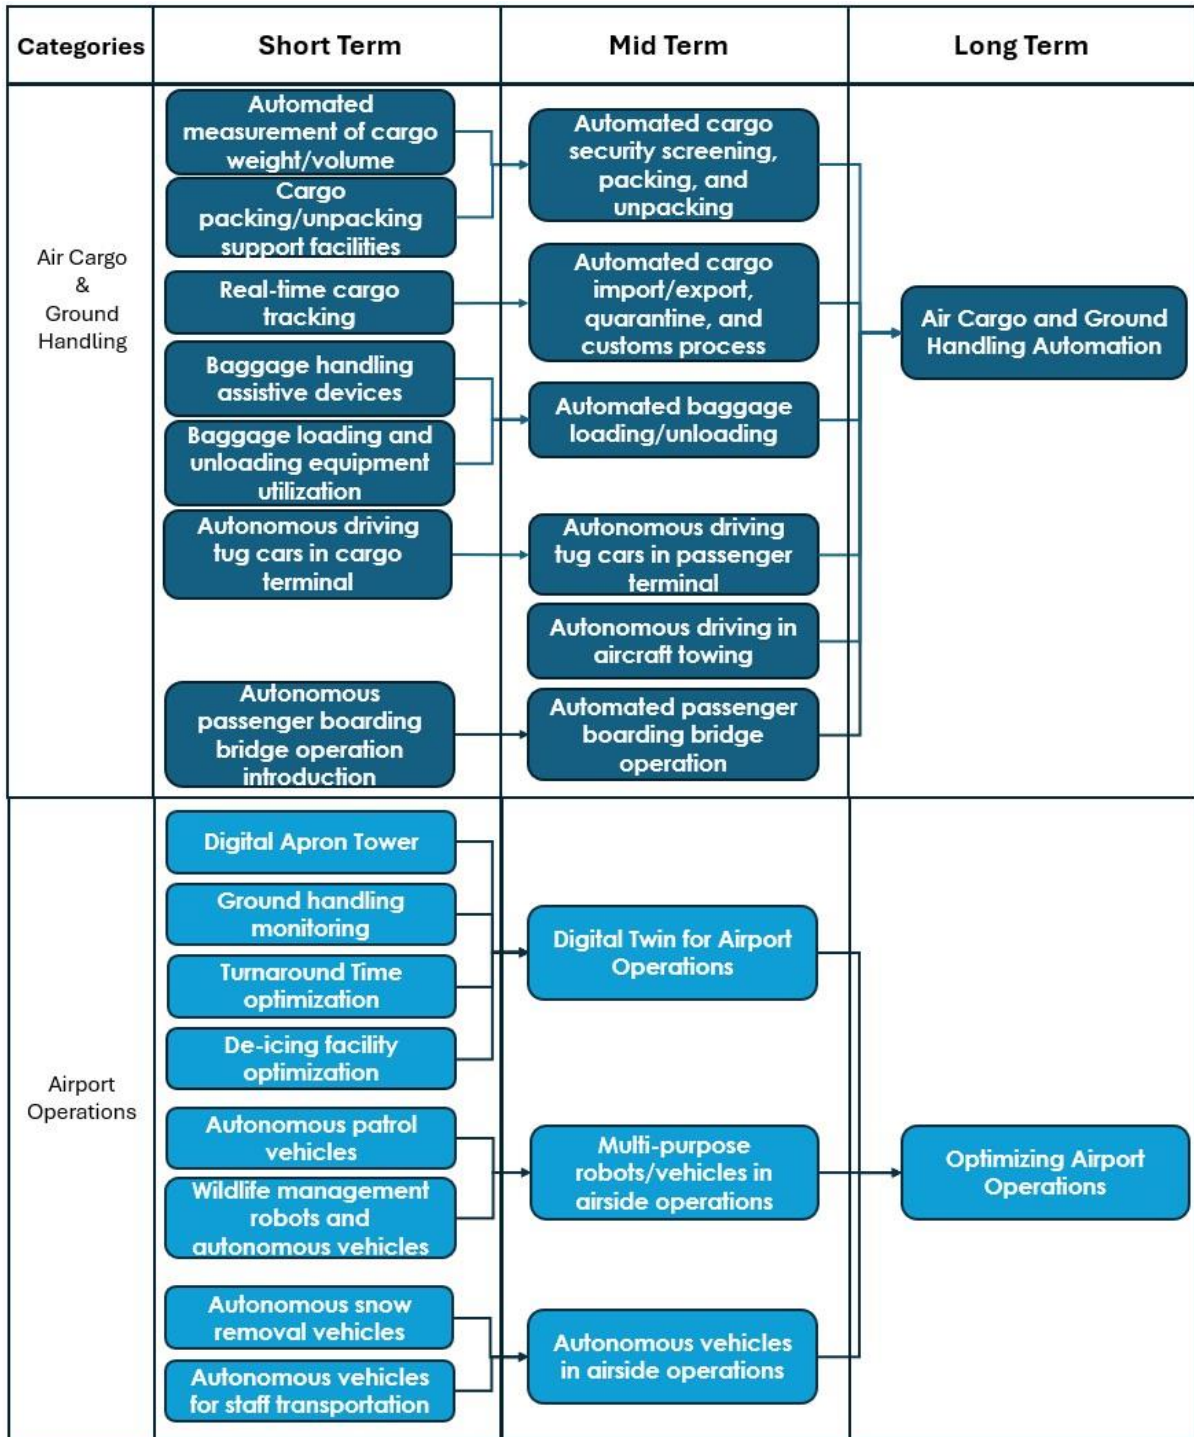 Categories
Short Term
Mid Term
Long Term
Air Cargo
&
Ground
Handling
Automated
measurement of cargo
weight/volume
Cargo
packing/unpacking
support facilities
Real-time cargo
tracking
Baggage handling
assistive devices
Baggage loading and
unloading equipment
utilization
Autonomous driving
tug cars in cargo
terminal
Autonomous
passenger boarding
bridge operation
introduction
Automated cargo
security screening,
packing, and
unpacking
Automated cargo
import/export,
quarantine, and
customs process
Automated baggage
loading/unloading
Autonomous driving
tug cars in passenger
terminal
Autonomous driving in
aircraft towing
Automated passenger
boarding bridge
operation
Air Cargo and Ground
Handling Automation
Airport
Operations
Digital Apron Tower
Ground handling
monitoring
Turnaround Time
optimization
De-icing facility
optimization
Autonomous patrol
vehicles
Wildlife management
robots and
autonomous vehicles
Autonomous snow
removal vehicles
Autonomous vehicles
for staff transportation
Digital Twin for Airport
Operations
Multi-purpose
robots/vehicles in
airside operations
Autonomous vehicles
in airside operations
Optimizing Airport
Operations